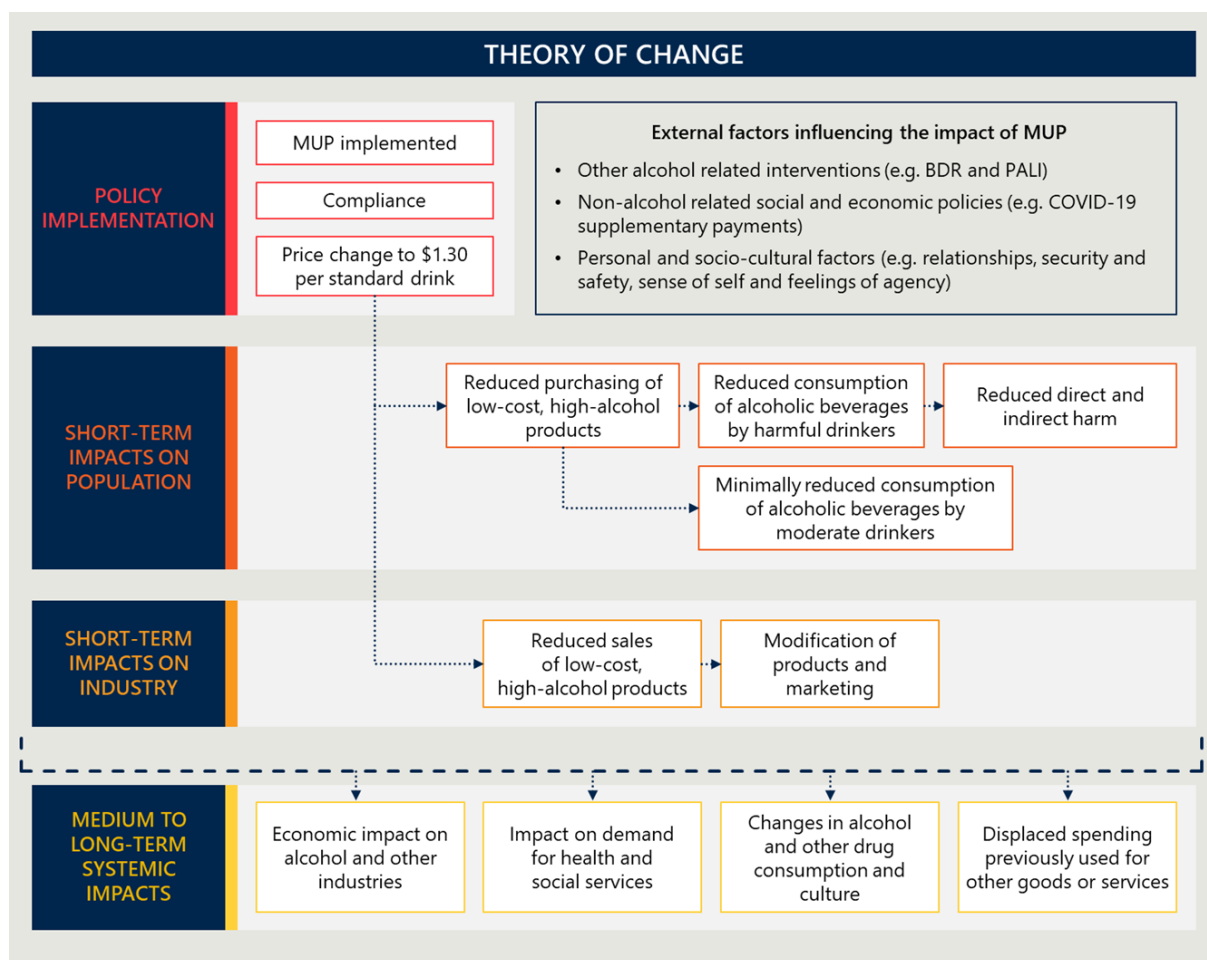 THEORY OF CHANGE
POLICY
IMPLEMENTATION
MUP implemented
Compliance
Price change to $1.30
per standard drink
External factors influencing the impact of MUP
• Other alcohol related interventions (e.g. BDR and PALI)
• Non-alcohol related social and economic policies (e.g. COVID-19
supplementary payments)
• Personal and socio-cultural factors (e.g. relationships, security and
safety, sense of self and feelings of agency)
SHORT-TERM
IMPACTS ON
POPULATION
Reduced purchasing of
low-cost, high-alcohol
products
Reduced consumption
of alcoholic beverages
by harmful drinkers
Reduced direct and
indirect harm
Minimally reduced consumption
of alcoholic beverages by
moderate drinkers
SHORT-TERM
IMPACTS ON
INDUSTRY
Reduced sales
of low-cost,
high-alcohol products
Modification of
products and
marketing
MEDIUM TO
LONG-TERM
SYSTEMIC
IMPACTS
Economic impact on
alcohol and other
industries
Impact on demand
for health and
social services
Changes in alcohol
and other drug
consumption and
culture
Displaced spending
previously used for
other goods or services